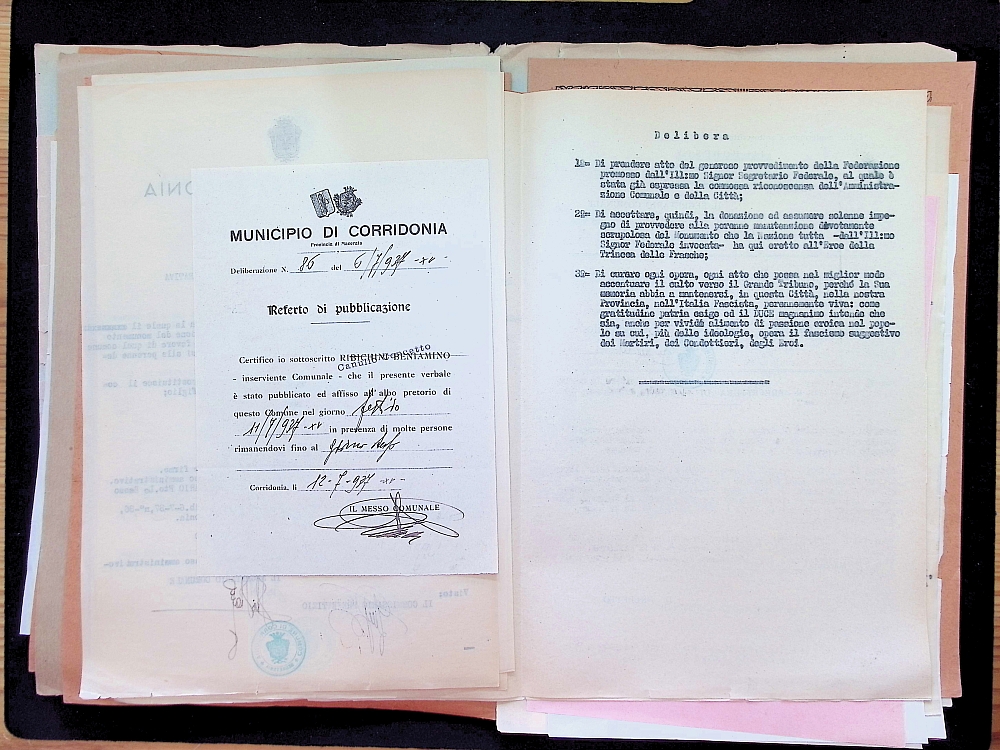 MUNICIPIO DI CORRIDONIA
Provincia di Macerata
Deliberazione N. 86 del 6/7/937-xv-
Referto di pubblicazione
Certifico io sottoscritto RIBICHINI BENIAMINO
- inserviente Comunale - che il presente verbale
è stato pubblicato ed affisso all'albo pretorio di
questo Comune nel giorno festivo
11/7/937-xv in presenza di molte persone
rimanendovi fino al giorno
Corridonia, li 12-7-937 -xv-
IL MESSO COMUNALE
Delibera
1ª= Di prendere atto del generoso provvedimento della Federazione
promosso dall'Ill:mo Signor Segretario Federale, al quale è
stata già espressa la commossa riconoscenza dell'Amministra-
zione Comunale e della Città;
2ª= Di accettare, quindi, la donazione ed assumere solenne impe-
gno di provvedere alla perenne manutenzione devotamente
scrupolosa del Monumento che la Nazione tutta -dall'Ill:mo
Signor Federale invocata- ha qui eretto all'Eroe della
Trincea delle Frasche;
3ª= Di curare ogni opera, ogni atto che possa nel miglior modo
accentuare il culto verso il Grande Tribuno, perché la Sua
memoria abbia a mantenersi, in questa Città, nella nostra
Provincia, nell'Italia Fascista, perennemente viva: come
gratitudine patria esige ed il DUCE magnanimo intende che
sia, anche per vivido alimento di passione eroica nel popo-
lo su cui, più delle ideologie, opera il fascino suggestivo
dei Martiri, dei Condottieri, degli Eroi.